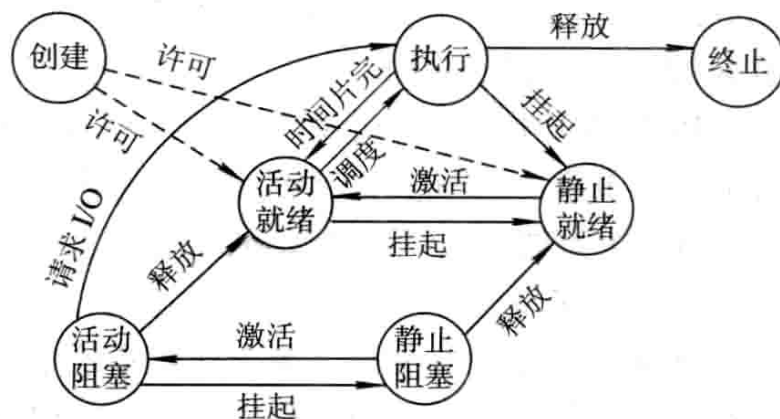 创建
许可
许可
执行
释放
终止
时间片完
调度
挂起
活动
就绪
激活
挂起
静止
就绪
请求 I/O
释放
释放
活动
阻塞
激活
挂起
静止
阻塞